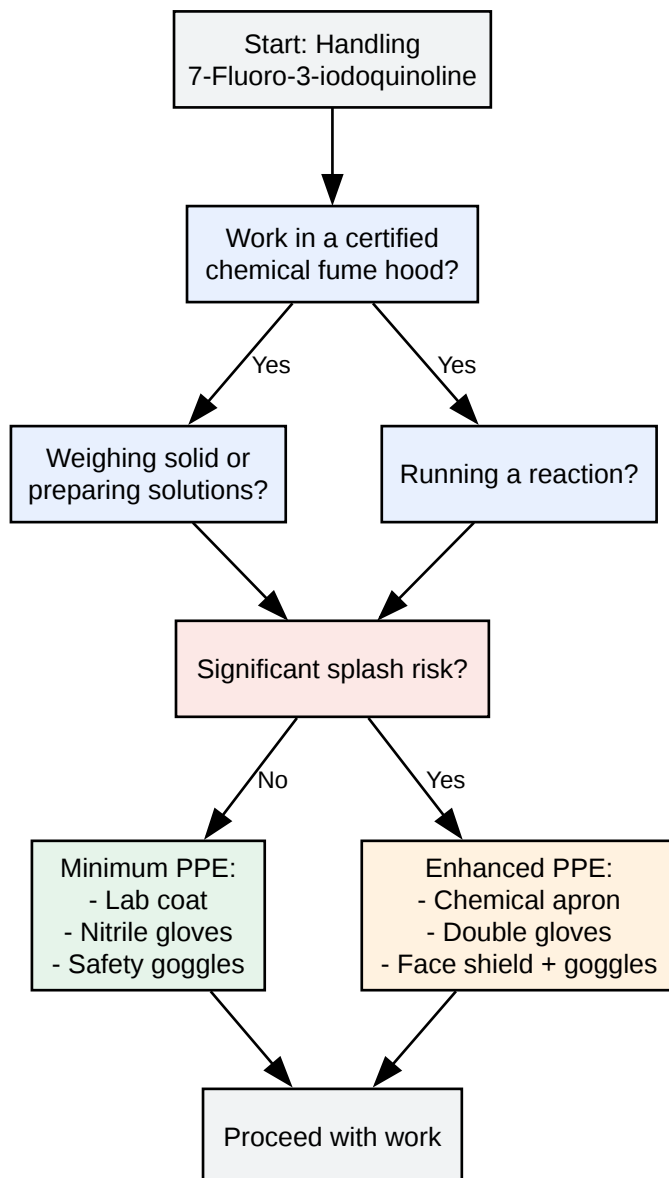 Start: Handling
7-Fluoro-3-iodoquinoline
Work in a certified
chemical fume hood?
Yes
Yes
Weighing solid or
preparing solutions?
Running a reaction?
Significant splash risk?
No
Yes
Minimum PPE:
- Lab coat
- Nitrile gloves
- Safety goggles
Enhanced PPE:
- Chemical apron
- Double gloves
- Face shield + goggles
Proceed with work